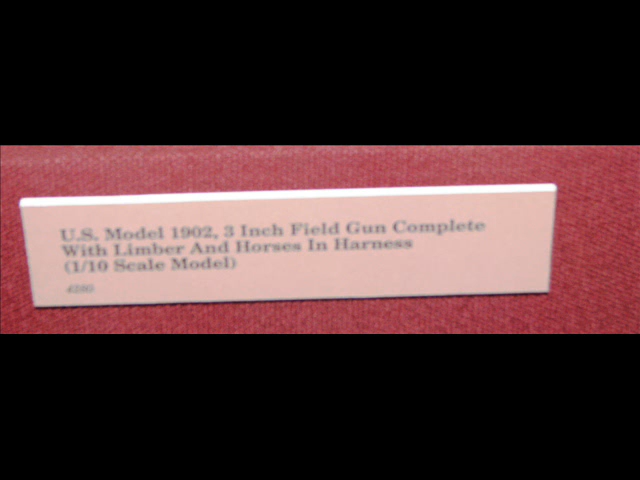 U.S. Model 1902, 3 Inch Field Gun Complete
With Limber And Horses In Harness
(1/10 Scale Model)